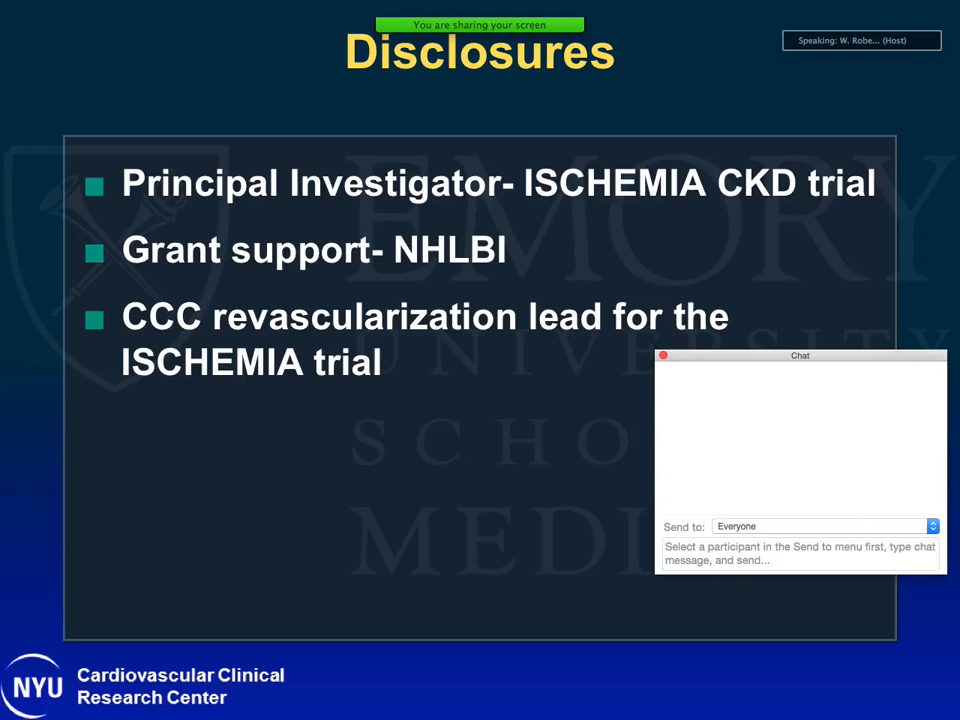 You are sharing your screen
Speaking: W. Robe... (Host)
Disclosures
Principal Investigator- ISCHEMIA CKD trial
Grant support- NHLBI
CCC revascularization lead for the
ISCHEMIA trial
EMORY
UNIVERSITY
SCHO
MEDI
Chat
Send to: Everyone
Select a participant in the Send to menu first, type chat
message, and send...
NYU
Cardiovascular Clinical
Research Center